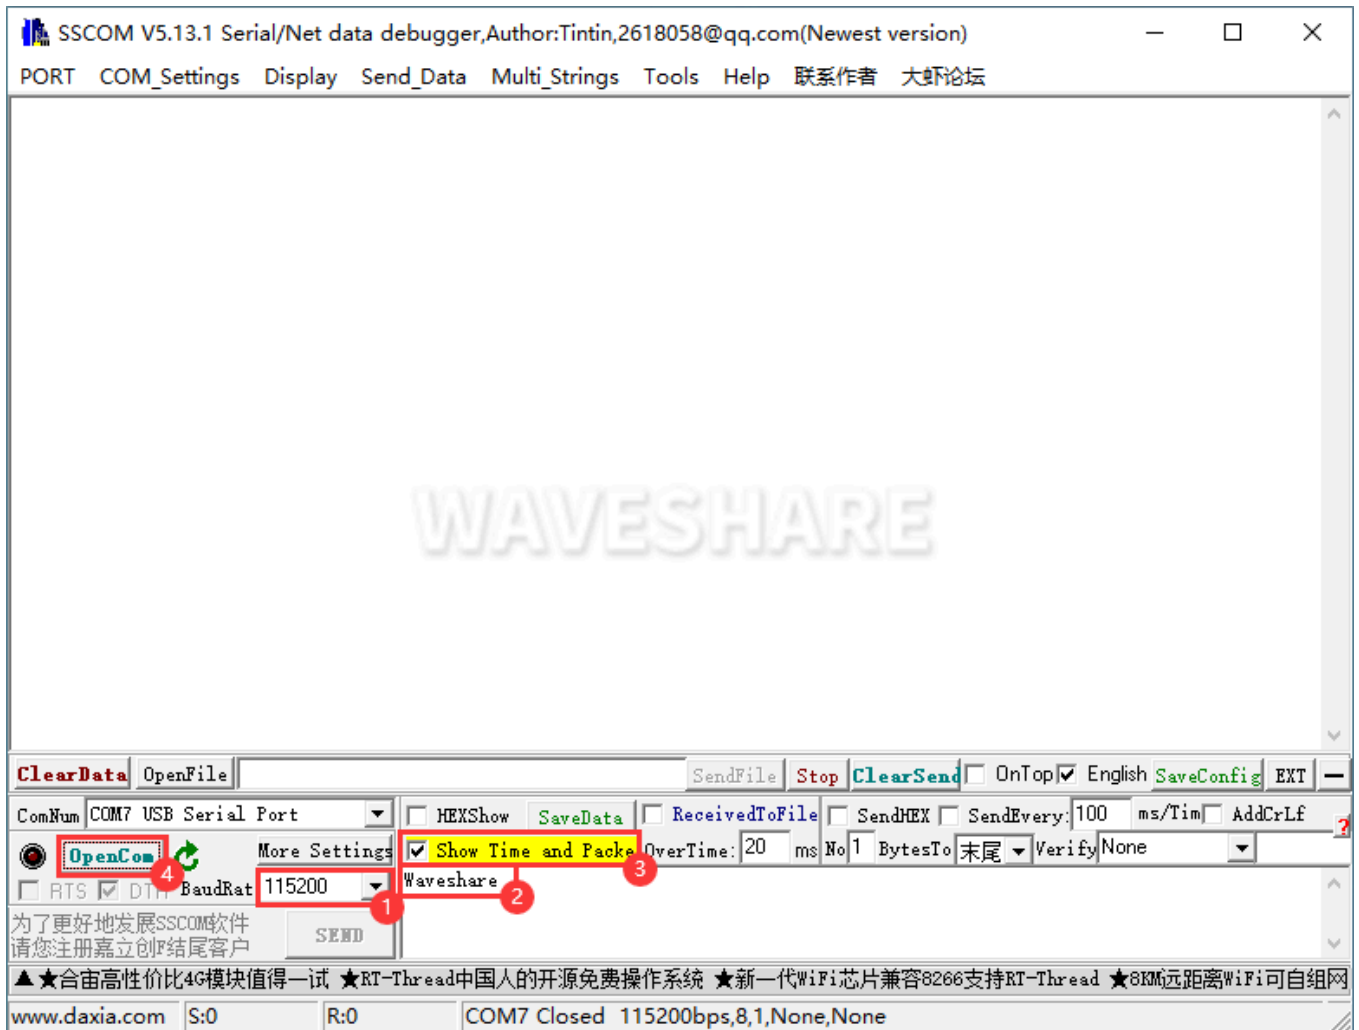 SSCOM V5.13.1 Serial/Net data debugger,Author:Tintin,2618058@qq.com(Newest version)
PORT COM_Settings Display Send_Data Multi_Strings Tools Help 联系作者 大虾论坛
WAVESHARE
ClearData OpenFile SendFile Stop ClearSend OnTop English SaveConfig EXT
ComNum COM7 USB Serial Port HEXShow SaveData ReceivedToFile SendHEX SendEvery: 100 ms/Tim AddCrLf ?
OpenCom More Settings Show Time and Packe OverTime: 20 ms No 1 BytesTo 末尾 Verify None
4 3
RTS DTR BaudRat 115200 Waveshare
1 2
为了更好地发展SSCOM软件
请您注册嘉立创F结尾客户 SEND
▲★合宙高性价比4G模块值得一试 ★RT-Thread中国人的开源免费操作系统 ★新一代WiFi芯片兼容8266支持RT-Thread ★8KM远距离WiFi可自组网
www.daxia.com S:0 R:0 COM7 Closed 115200bps,8,1,None,None